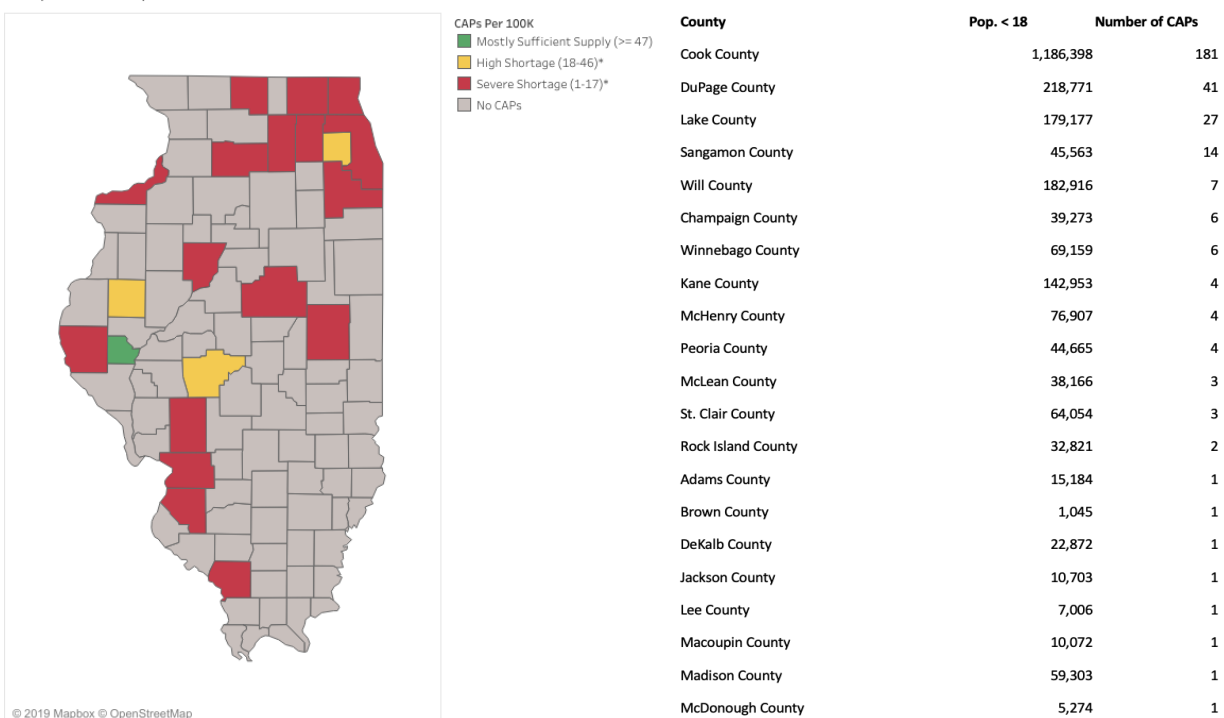 CAPs Per 100K
Mostly Sufficient Supply (>= 47)
High Shortage (18-46)*
Severe Shortage (1-17)*
No CAPs
© 2019 Mapbox © OpenStreetMap
County Pop. < 18 Number of CAPs
Cook County 1,186,398 181
DuPage County 218,771 41
Lake County 179,177 27
Sangamon County 45,563 14
Will County 182,916 7
Champaign County 39,273 6
Winnebago County 69,159 6
Kane County 142,953 4
McHenry County 76,907 4
Peoria County 44,665 4
McLean County 38,166 3
St. Clair County 64,054 3
Rock Island County 32,821 2
Adams County 15,184 1
Brown County 1,045 1
DeKalb County 22,872 1
Jackson County 10,703 1
Lee County 7,006 1
Macoupin County 10,072 1
Madison County 59,303 1
McDonough County 5,274 1